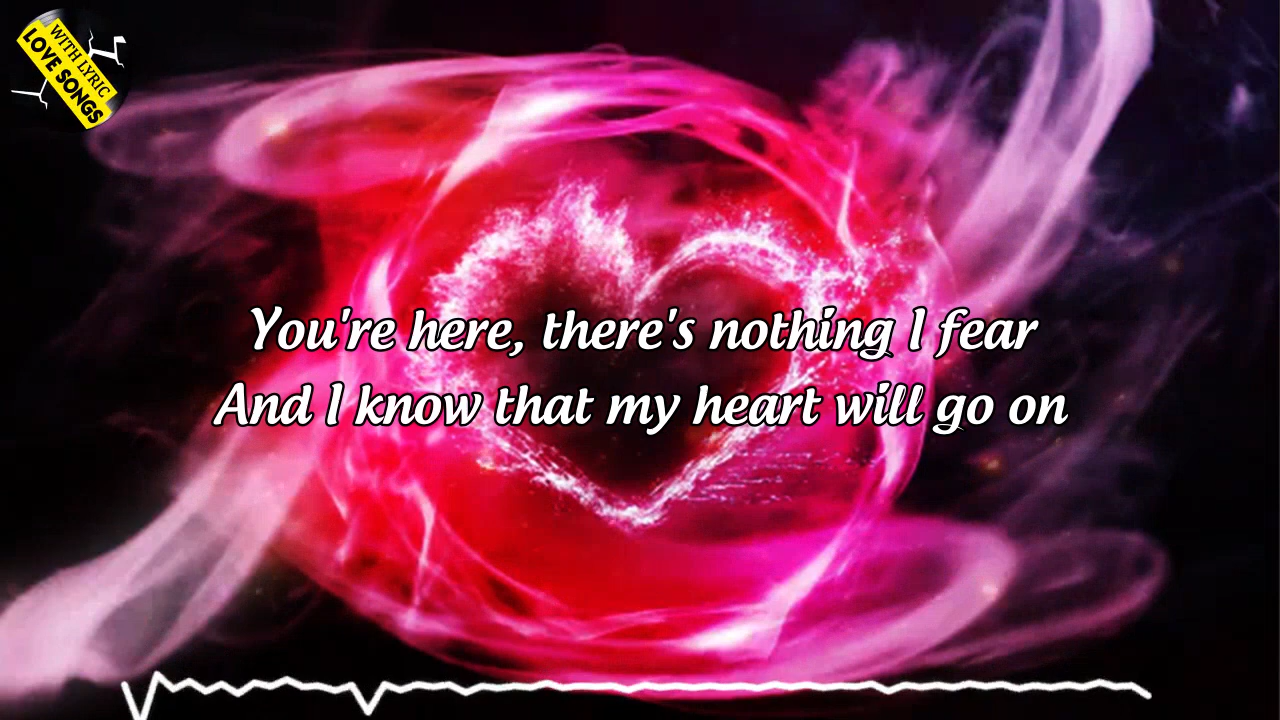 WITH LYRIC
LOVE SONGS
You're here, there's nothing I fear
And I know that my heart will go on